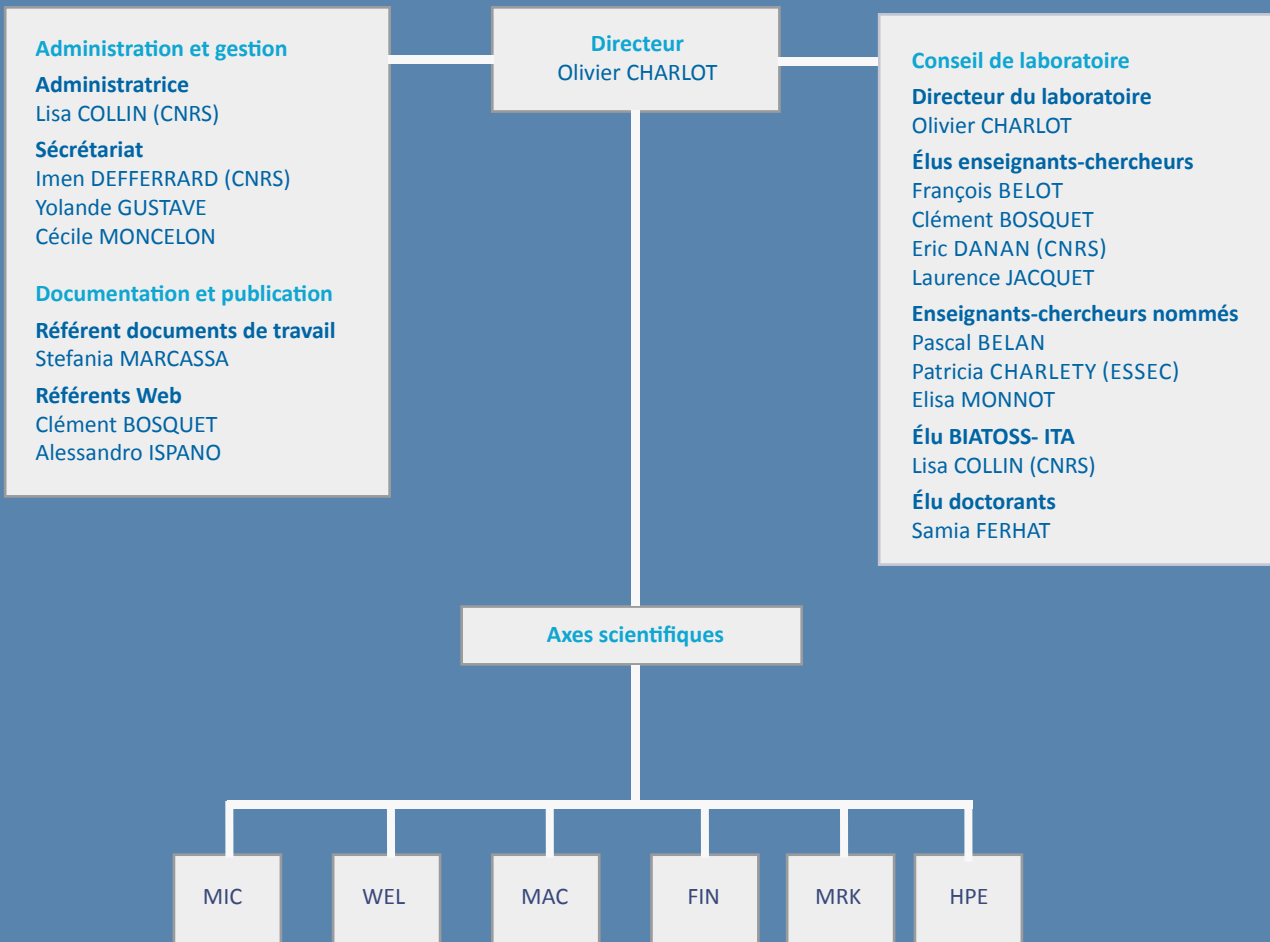 Administration et gestion
Administratrice
Lisa COLLIN (CNRS)
Sécrétariat
Imen DEFFERRARD (CNRS)
Yolande GUSTAVE
Cécile MONCELON
Documentation et publication
Référent documents de travail
Stefania MARCASSA
Référents Web
Clément BOSQUET
Alessandro ISPANO
Directeur
Olivier CHARLOT
Conseil de laboratoire
Directeur du laboratoire
Olivier CHARLOT
Élus enseignants-chercheurs
François BELOT
Clément BOSQUET
Eric DANAN (CNRS)
Laurence JACQUET
Enseignants-chercheurs nommés
Pascal BELAN
Patricia CHARLETY (ESSEC)
Elisa MONNOT
Élu BIATOSS- ITA
Lisa COLLIN (CNRS)
Élu doctorants
Samia FERHAT
Axes scientifiques
MIC
WEL
MAC
FIN
MRK
HPE